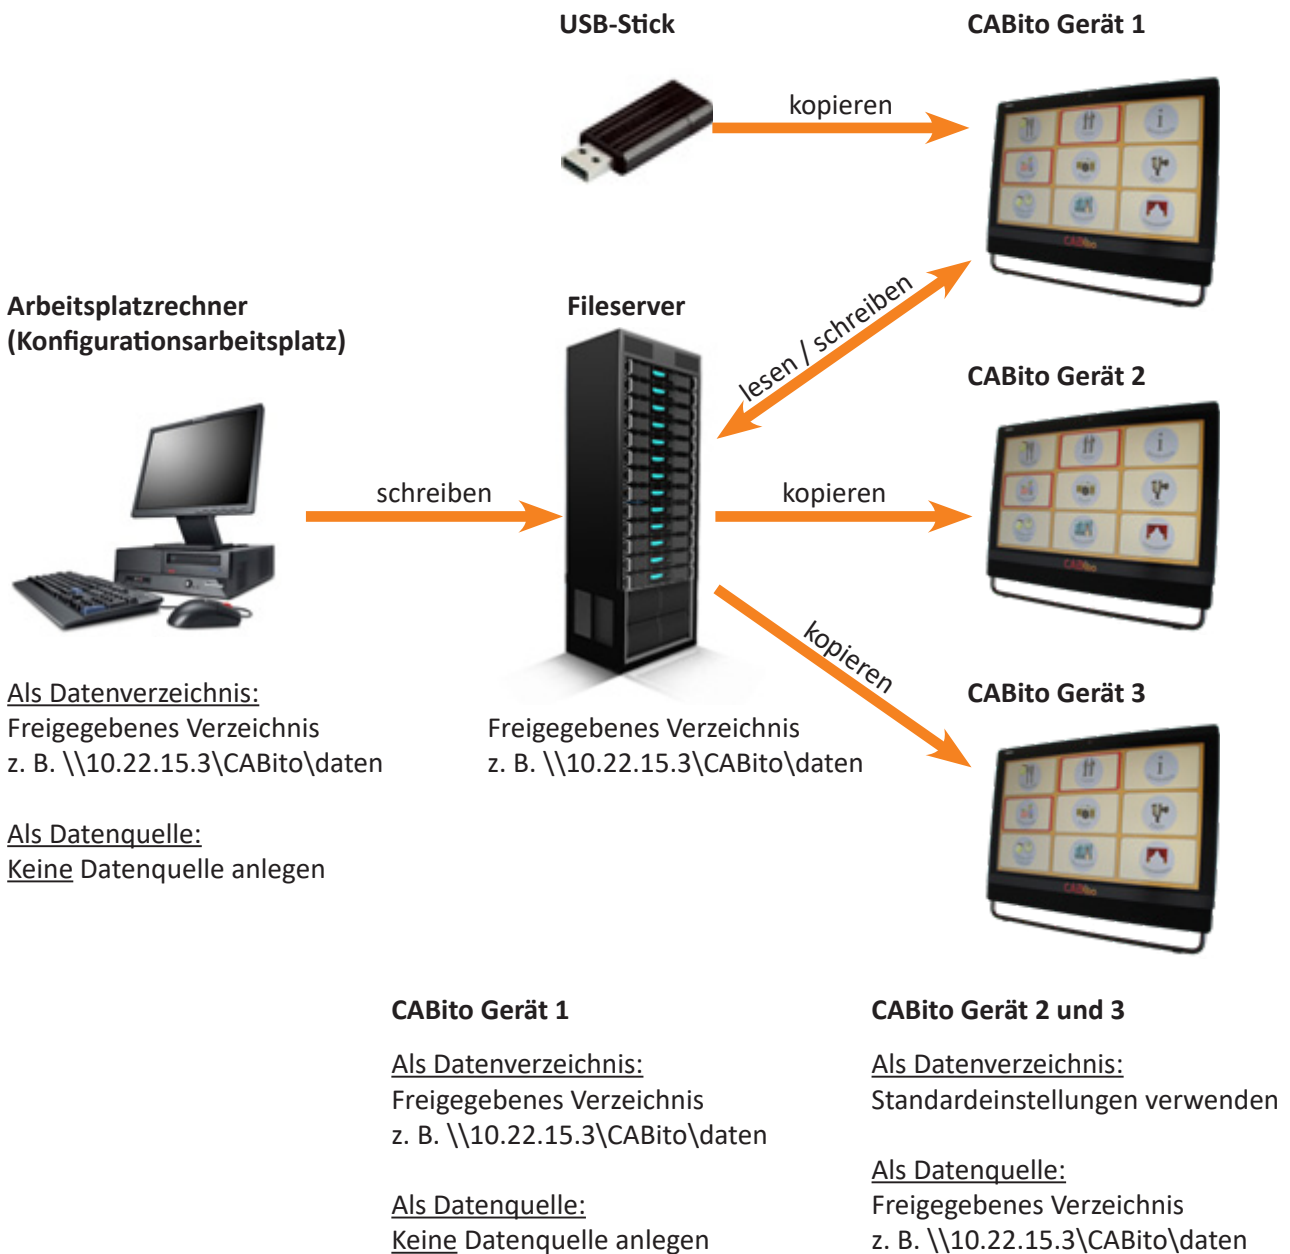 USB-Stick
CABito Gerät 1
kopieren
Arbeitsplatzrechner
(Konfigurationsarbeitsplatz)
Fileserver
lesen / schreiben
CABito Gerät 2
schreiben
kopieren
kopieren
CABito Gerät 3
Als Datenverzeichnis:
Freigegebenes Verzeichnis
z. B. \\10.22.15.3\CABito\daten
Als Datenquelle:
Keine Datenquelle anlegen
Freigegebenes Verzeichnis
z. B. \\10.22.15.3\CABito\daten
CABito
CABito
CABito
CABito Gerät 1
Als Datenverzeichnis:
Freigegebenes Verzeichnis
z. B. \\10.22.15.3\CABito\daten
Als Datenquelle:
Keine Datenquelle anlegen
CABito Gerät 2 und 3
Als Datenverzeichnis:
Standardeinstellungen verwenden
Als Datenquelle:
Freigegebenes Verzeichnis
z. B. \\10.22.15.3\CABito\daten